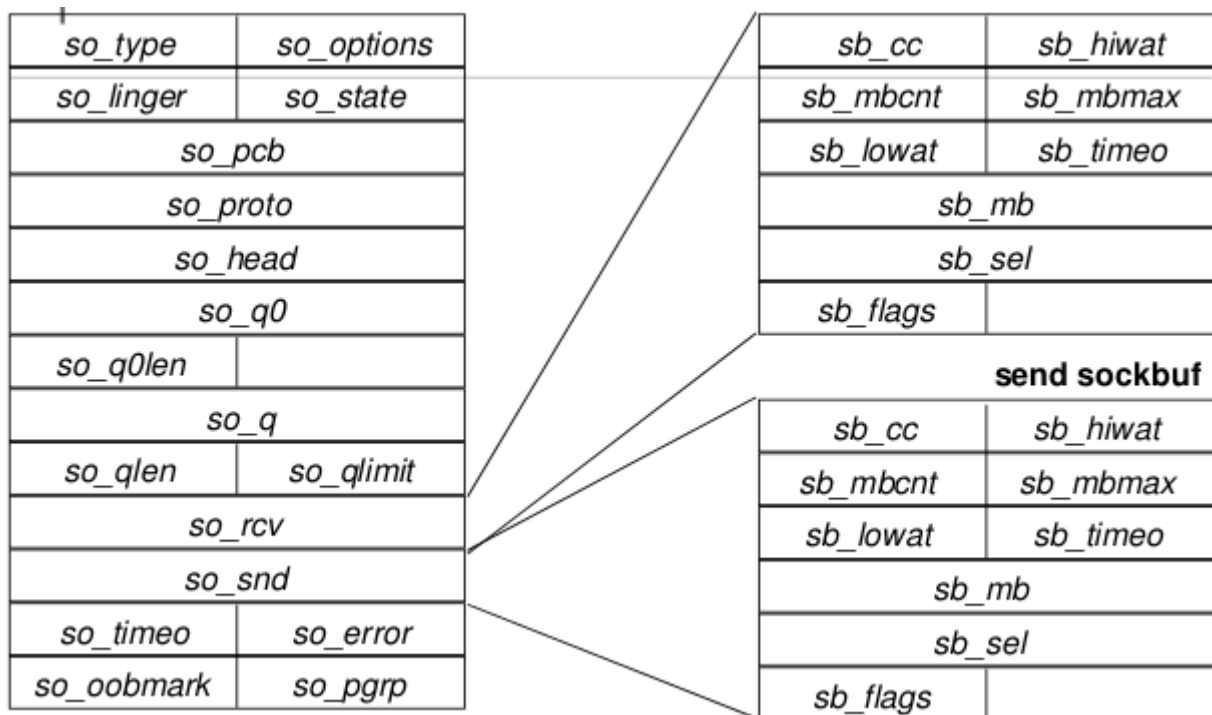 so_type so_options
so_linger so_state
so_pcb
so_proto
so_head
so_q0
so_q0len
so_q
so_qlen so_qlimit
so_rcv
so_snd
so_timeo so_error
so_oobmark so_pgrp
sb_cc sb_hiwat
sb_mbcnt sb_mbmax
sb_lowat sb_timeo
sb_mb
sb_sel
sb_flags
send sockbuf
sb_cc sb_hiwat
sb_mbcnt sb_mbmax
sb_lowat sb_timeo
sb_mb
sb_sel
sb_flags